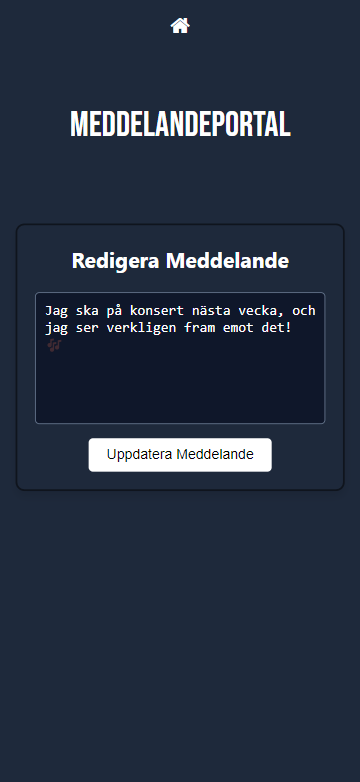 MEDDELANDEPORTAL
Redigera Meddelande
Jag ska på konsert nästa vecka, och
jag ser verkligen fram emot det!
🎶
Uppdatera Meddelande